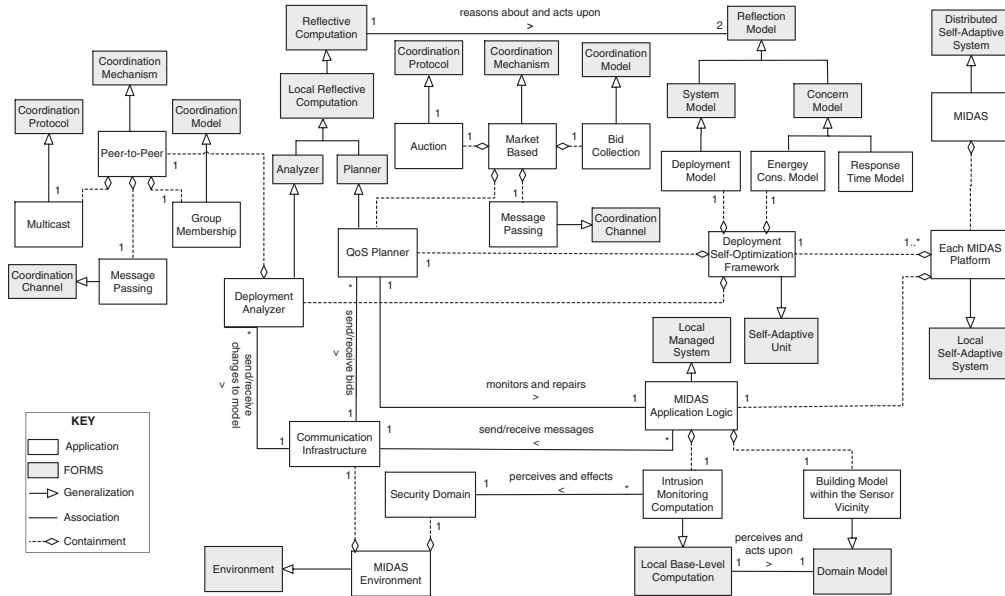 Reflective
Computation
1
reasons about and acts upon
>
2
Reflection
Model
Distributed
Self-Adaptive
System
Coordination
Mechanism
Coordination
Protocol
Coordination
Mechanism
Coordination
Model
Local Reflective
Computation
System
Model
Concern
Model
MIDAS
Coordination
Protocol
Coordination
Model
Peer-to-Peer
1
1
1
1
Auction
1
Market
Based
1
Bid
Collection
Analyzer
Planner
Deployment
Model
Energey
Cons. Model
Response
Time Model
1
1
1
1
Multicast
Group
Membership
1
Message
Passing
Coordination
Channel
1
1
QoS Planner
1
Deployment
Self-Optimization
Framework
1
1..*
Each MIDAS
Platform
Coordination
Channel
Message
Passing
Deployment
Analyzer
1
*
1
*
send/receive
changes to model
>
send/receive bids
>
Local
Managed
System
Self-Adaptive
Unit
Local
Self-Adaptive
System
monitors and repairs
>
1
MIDAS
Application Logic
1
KEY
Application
FORMS
Generalization
Association
Containment
1
1
Communication
Infrastructure
1
send/receive messages
<
*
1
1
1
Security Domain
1
perceives and effects
<
*
Intrusion
Monitoring
Computation
Building Model
within the Sensor
Vicinity
1
perceives and
acts upon
Environment
MIDAS
Environment
Local Base-Level
Computation
1
>
1
Domain Model